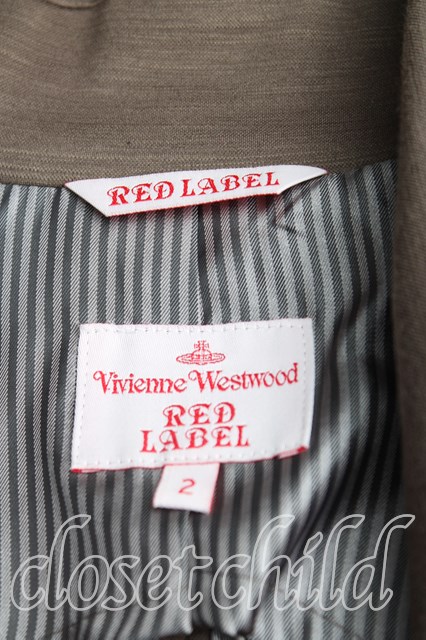 RED LABEL
Vivienne Westwood
RED
LABEL
2
closetchild